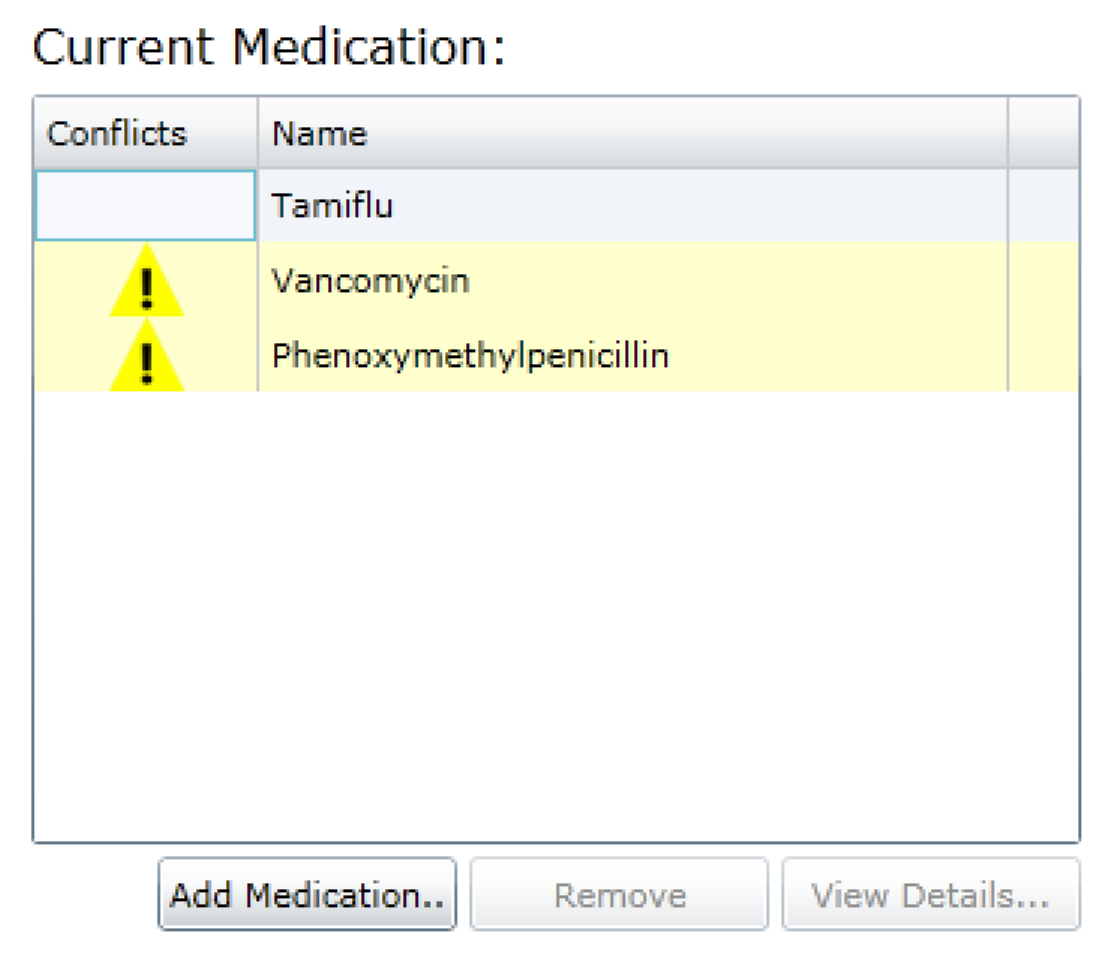 Current Medication:
Conflicts Name
Tamiflu
! Vancomycin
! Phenoxymethylpenicillin
Add Medication.. Remove View Details...